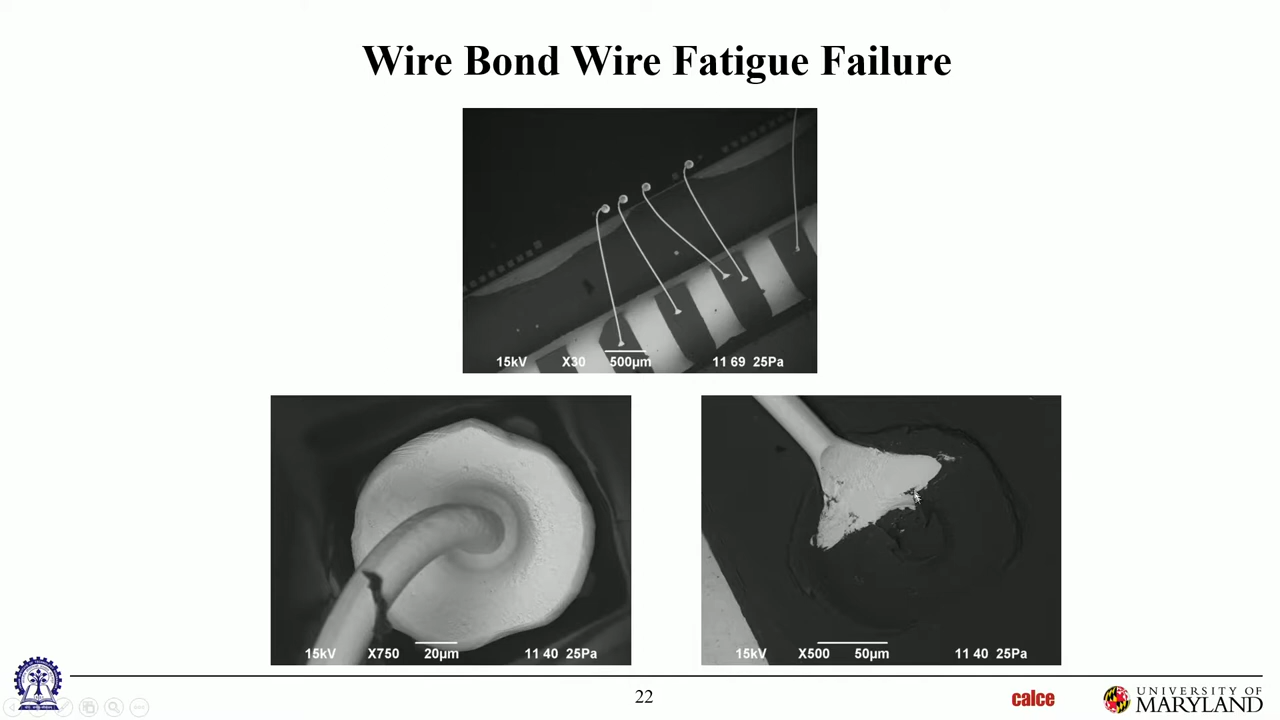 Wire Bond Wire Fatigue Failure
15kV X30 500µm 11 69 25Pa
15kV X750 20µm 11 40 25Pa
15kV X500 50µm 11 40 25Pa
22
calce
UNIVERSITY OF
MARYLAND